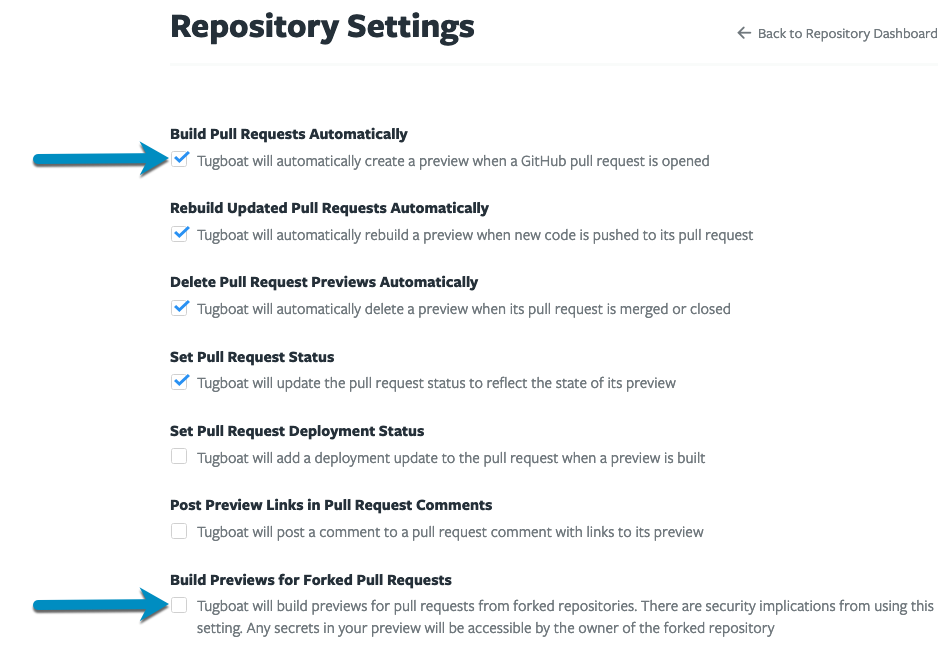 Repository Settings
← Back to Repository Dashboard
Build Pull Requests Automatically
Tugboat will automatically create a preview when a GitHub pull request is opened
Rebuild Updated Pull Requests Automatically
Tugboat will automatically rebuild a preview when new code is pushed to its pull request
Delete Pull Request Previews Automatically
Tugboat will automatically delete a preview when its pull request is merged or closed
Set Pull Request Status
Tugboat will update the pull request status to reflect the state of its preview
Set Pull Request Deployment Status
Tugboat will add a deployment update to the pull request when a preview is built
Post Preview Links in Pull Request Comments
Tugboat will post a comment to a pull request comment with links to its preview
Build Previews for Forked Pull Requests
Tugboat will build previews for pull requests from forked repositories. There are security implications from using this
setting. Any secrets in your preview will be accessible by the owner of the forked repository